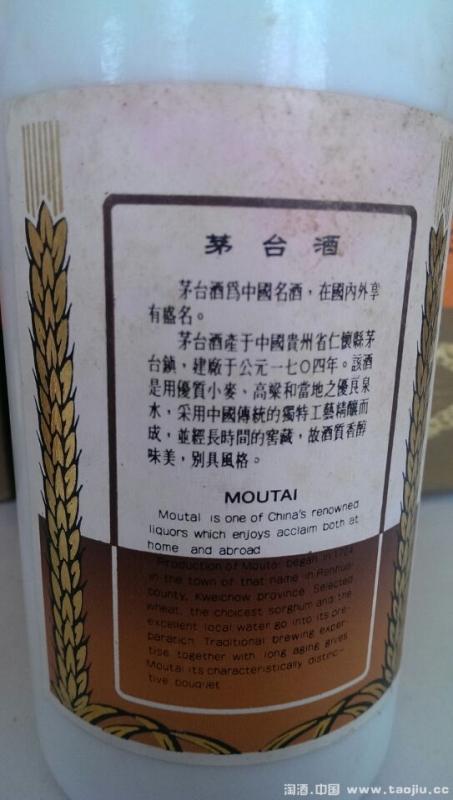 茅台酒
茅台酒爲中國名酒，在國內外享
有盛名。
茅台酒產于中國貴州省仁懷縣茅
台鎮，建廠于公元一七〇四年。該酒
是用優質小麥、高粱和當地之優良泉
水，采用中國傳統的獨特工藝精釀而
成，並經長時間的窖藏，故酒質香醇
味美，別具風格。
MOUTAI
Moutai is one of China's renowned
liquors which enjoys acclaim both at
home and abroad
Production of Moutai began in 1704
in the town of that name in Renhuai
county, Kweichow province. Selected
wheat, the choicest sorghum and the
excellent local water go into its pre-
paration. Traditional brewing exper-
tise together with long aging gives
Moutai its characteristically distinc-
tive bouquet
淘酒.中国 www.taojiu.cc